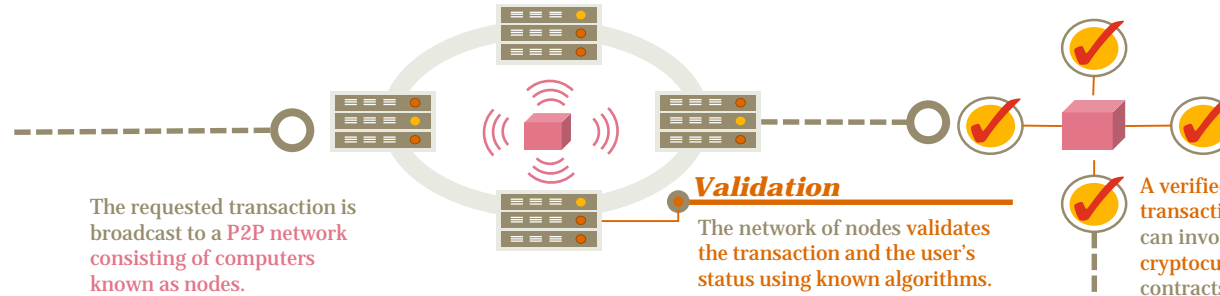 The requested transaction is
broadcast to a P2P network
consisting of computers
known as nodes.
Validation
The network of nodes validates
the transaction and the user's
status using known algorithms.
A
can